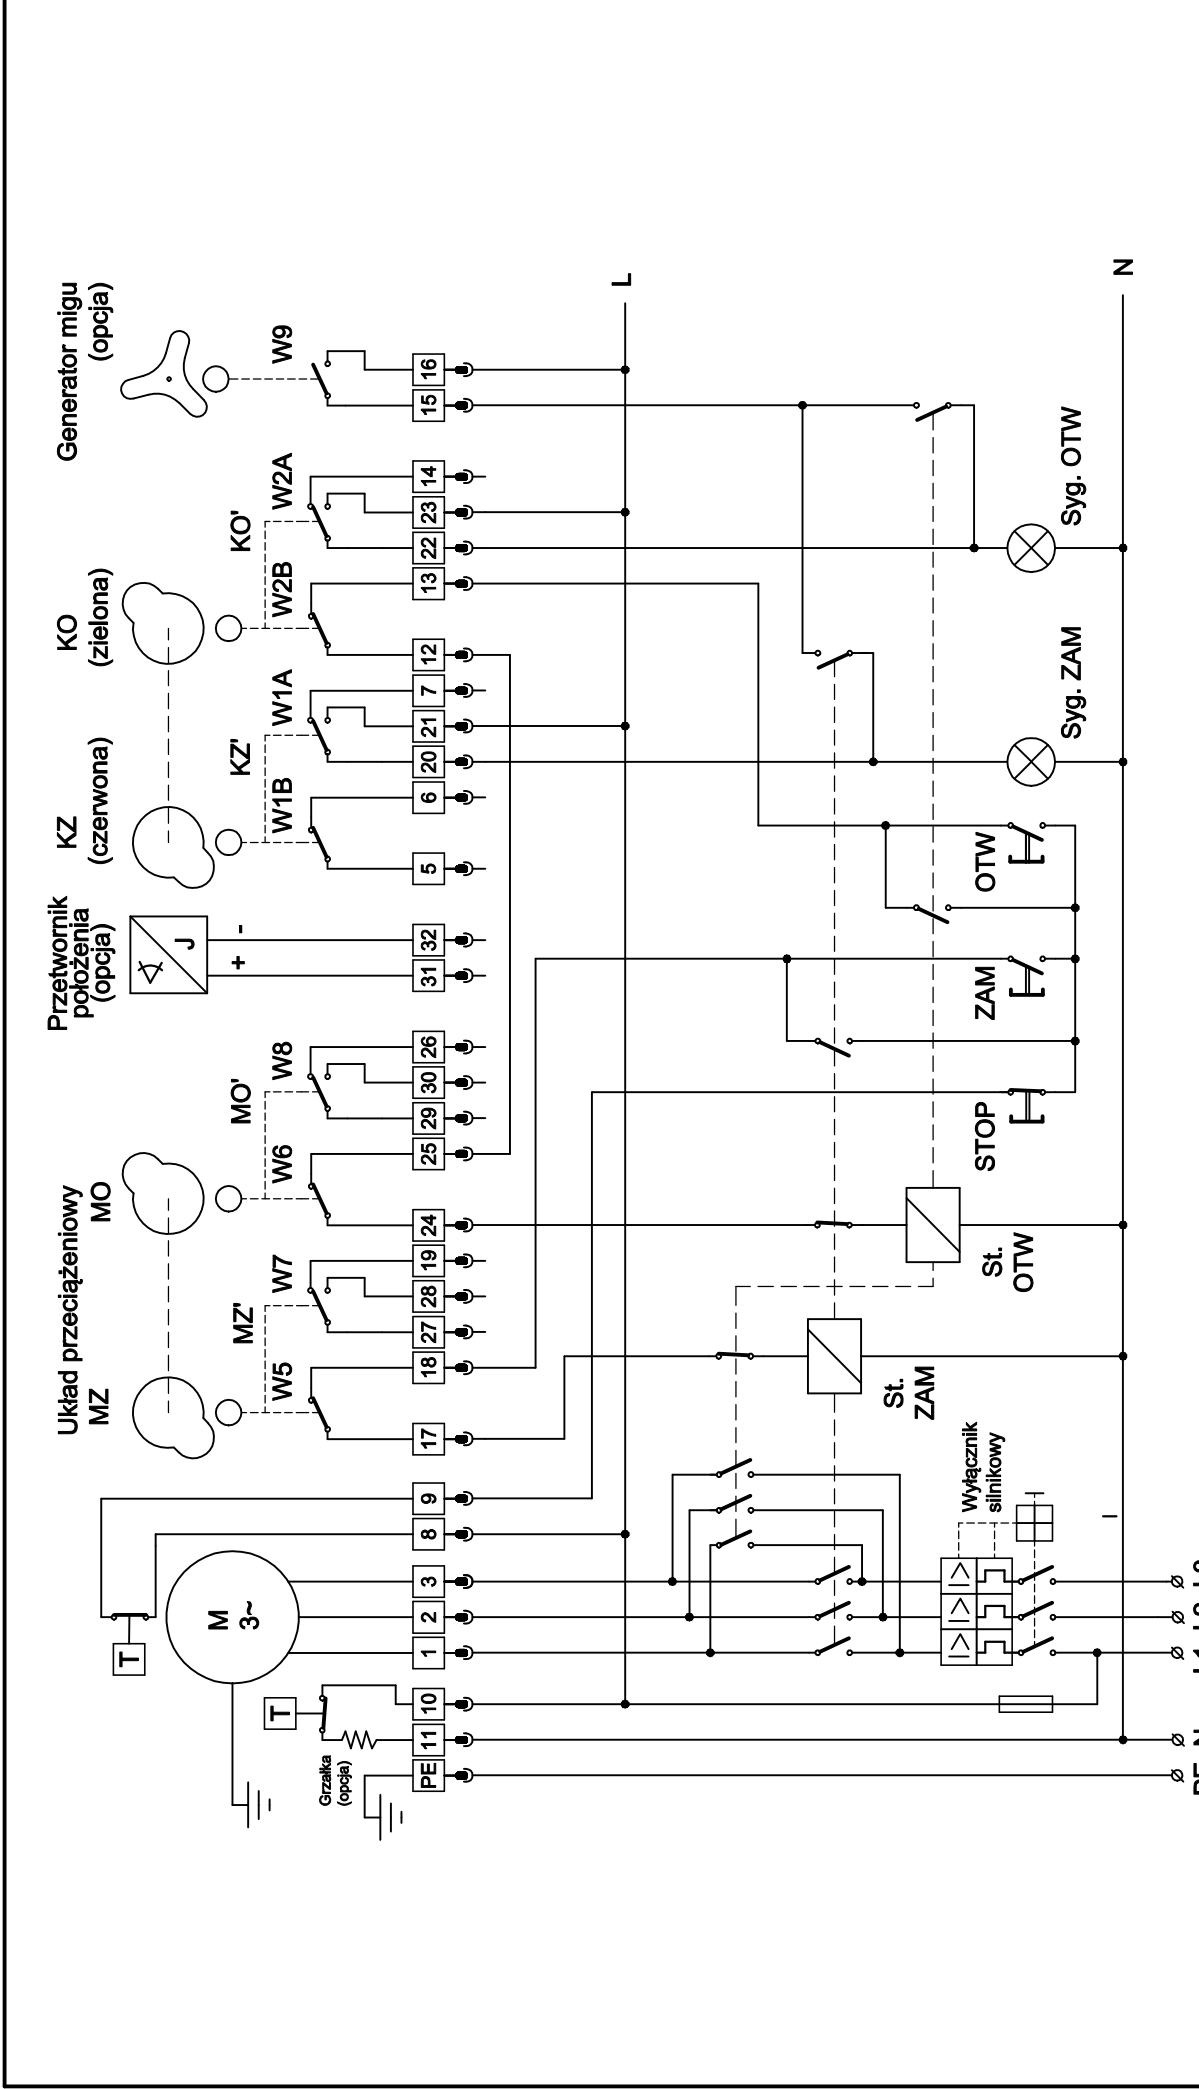 Układ przeciążeniowy
MZ
MO
Przetwornik
położenia
(opcja)
KZ
(czerwona)
KO
(zielona)
Generator migu
(opcja)
T
M
3~
J
+
-
T
Grzałka
(opcja)
MZ'
MO'
KZ'
KO'
W5
W7
W6
W8
W1B
W1A
W2B
W2A
W9
PE
11
10
1
2
3
8
9
17
18
27
28
19
24
25
29
30
26
31
32
5
6
20
21
7
12
13
22
23
14
15
16
L
St.
ZAM
St.
OTW
STOP
ZAM
OTW
Syg. ZAM
Syg. OTW
Wyłącznik
silnikowy
N